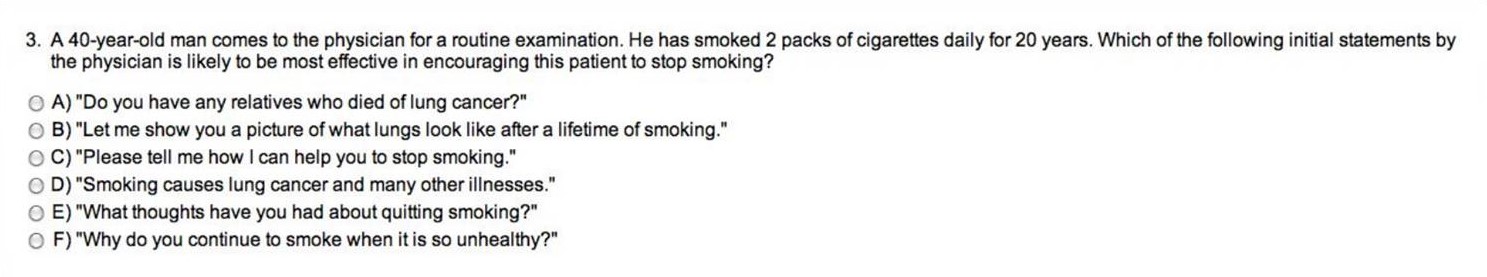 3. A 40-year-old man comes to the physician for a routine examination. He has smoked 2 packs of cigarettes daily for 20 years. Which of the following initial statements by
the physician is likely to be most effective in encouraging this patient to stop smoking?
A) "Do you have any relatives who died of lung cancer?"
B) "Let me show you a picture of what lungs look like after a lifetime of smoking."
C) "Please tell me how I can help you to stop smoking."
D) "Smoking causes lung cancer and many other illnesses."
E) "What thoughts have you had about quitting smoking?"
F) "Why do you continue to smoke when it is so unhealthy?"